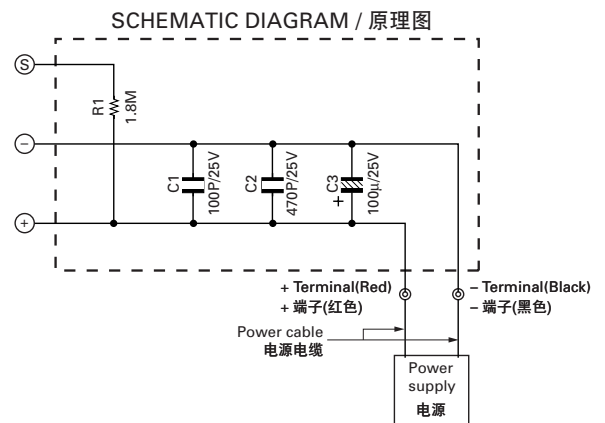 SCHEMATIC DIAGRAM / 原理图
S
R1
1.8M
−
C1
100P/25V
C2
470P/25V
+ C3
100µ/25V
+
+ Terminal(Red)
+ 端子(红色)
− Terminal(Black)
− 端子(黑色)
Power cable
电源电缆
Power
supply
电源